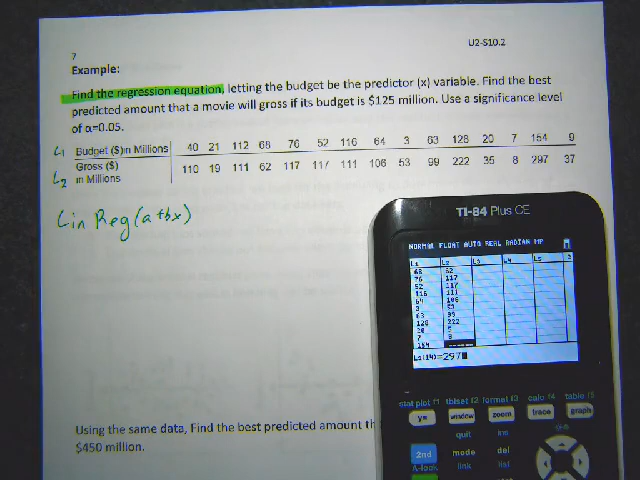 U2-S10.2
7
Example:
Find the regression equation, letting the budget be the predictor (x) variable. Find the best
predicted amount that a movie will gross if its budget is $125 million. Use a significance level
of α=0.05.
L1 Budget ($)in Millions 40 21 112 68 76 52 116 64 3 63 128 20 7 154 9
Gross ($)
L2 in Millions 110 19 111 62 117 117 111 106 53 99 222 35 8 297 37
Lin Reg (a+bx)
TI-84 Plus CE
NORMAL FLOAT AUTO REAL RADIAN MP
L1 L2 L3 L4 L5 2
68 62
76 117
52 117
116 111
64 106
3 53
63 99
128 222
20
7 8
154 ------
L2(14)=297
stat plot f1 tblset f2 format f3 calc f4 table f5
y= window zoom trace graph
quit ins
2nd mode del
A-lock link list
Using the same data, Find the best predicted amount th
$450 million.